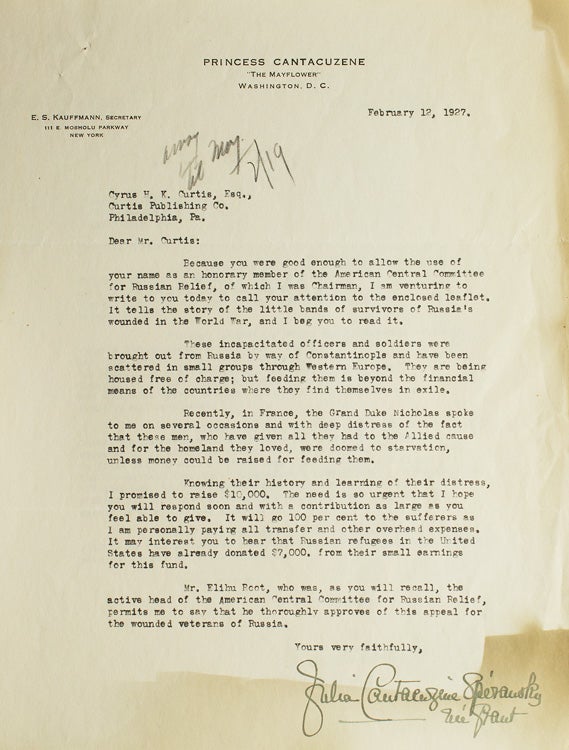 PRINCESS CANTACUZENE
"THE MAYFLOWER"
WASHINGTON, D. C.
E. S. KAUFFMANN, SECRETARY
111 E. MOSHOLU PARKWAY
NEW YORK
February 12, 1927.
away
til May
2/19
Cyrus H. K. Curtis, Esq.,
Curtis Publishing Co.
Philadelphia, Pa.
Dear Mr. Curtis:
Because you were good enough to allow the use of
your name as an honorary member of the American Central Committee
for Russian Relief, of which I was Chairman, I am venturing to
write to you today to call your attention to the enclosed leaflet.
It tells the story of the little bands of survivors of Russia's
wounded in the World War, and I beg you to read it.
These incapacitated officers and soldiers were
brought out from Russia by way of Constantinople and have been
scattered in small groups through Western Europe. They are being
housed free of charge; but feeding them is beyond the financial
means of the countries where they find themselves in exile.
Recently, in France, the Grand Duke Nicholas spoke
to me on several occasions and with deep distress of the fact
that these men, who have given all they had to the Allied cause
and for the homeland they loved, were doomed to starvation,
unless money could be raised for feeding them.
Knowing their history and learning of their distress,
I promised to raise $10,000. The need is so urgent that I hope
you will respond soon and with a contribution as large as you
feel able to give. It will go 100 per cent to the sufferers as
I am personally paying all transfer and other overhead expenses.
It may interest you to hear that Russian refugees in the United
States have already donated $7,000. from their small earnings
for this fund.
Mr. Elihu Root, who was, as you will recall, the
active head of the American Central Committee for Russian Relief,
permits me to say that he thoroughly approves of this appeal for
the wounded veterans of Russia.
Yours very faithfully,
Julia Cantacuzène Spéransky
née Grant